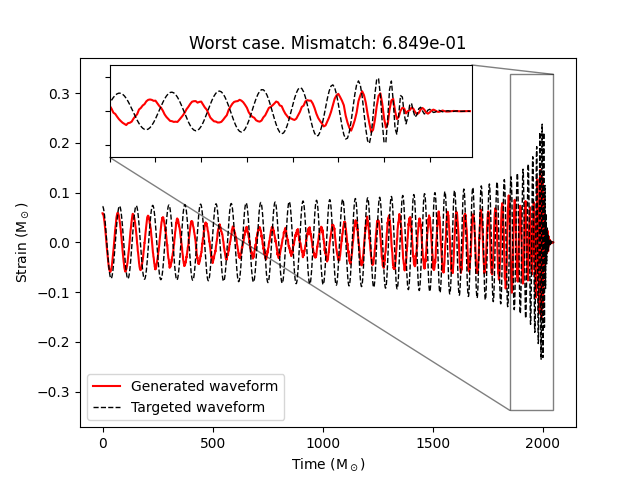 Worst case. Mismatch: 6.849e-01
Strain (M⊙)
0.3
0.2
0.1
0.0
−0.1
−0.2
−0.3
Generated waveform
Targeted waveform
0
500
1000
1500
2000
Time (M⊙)